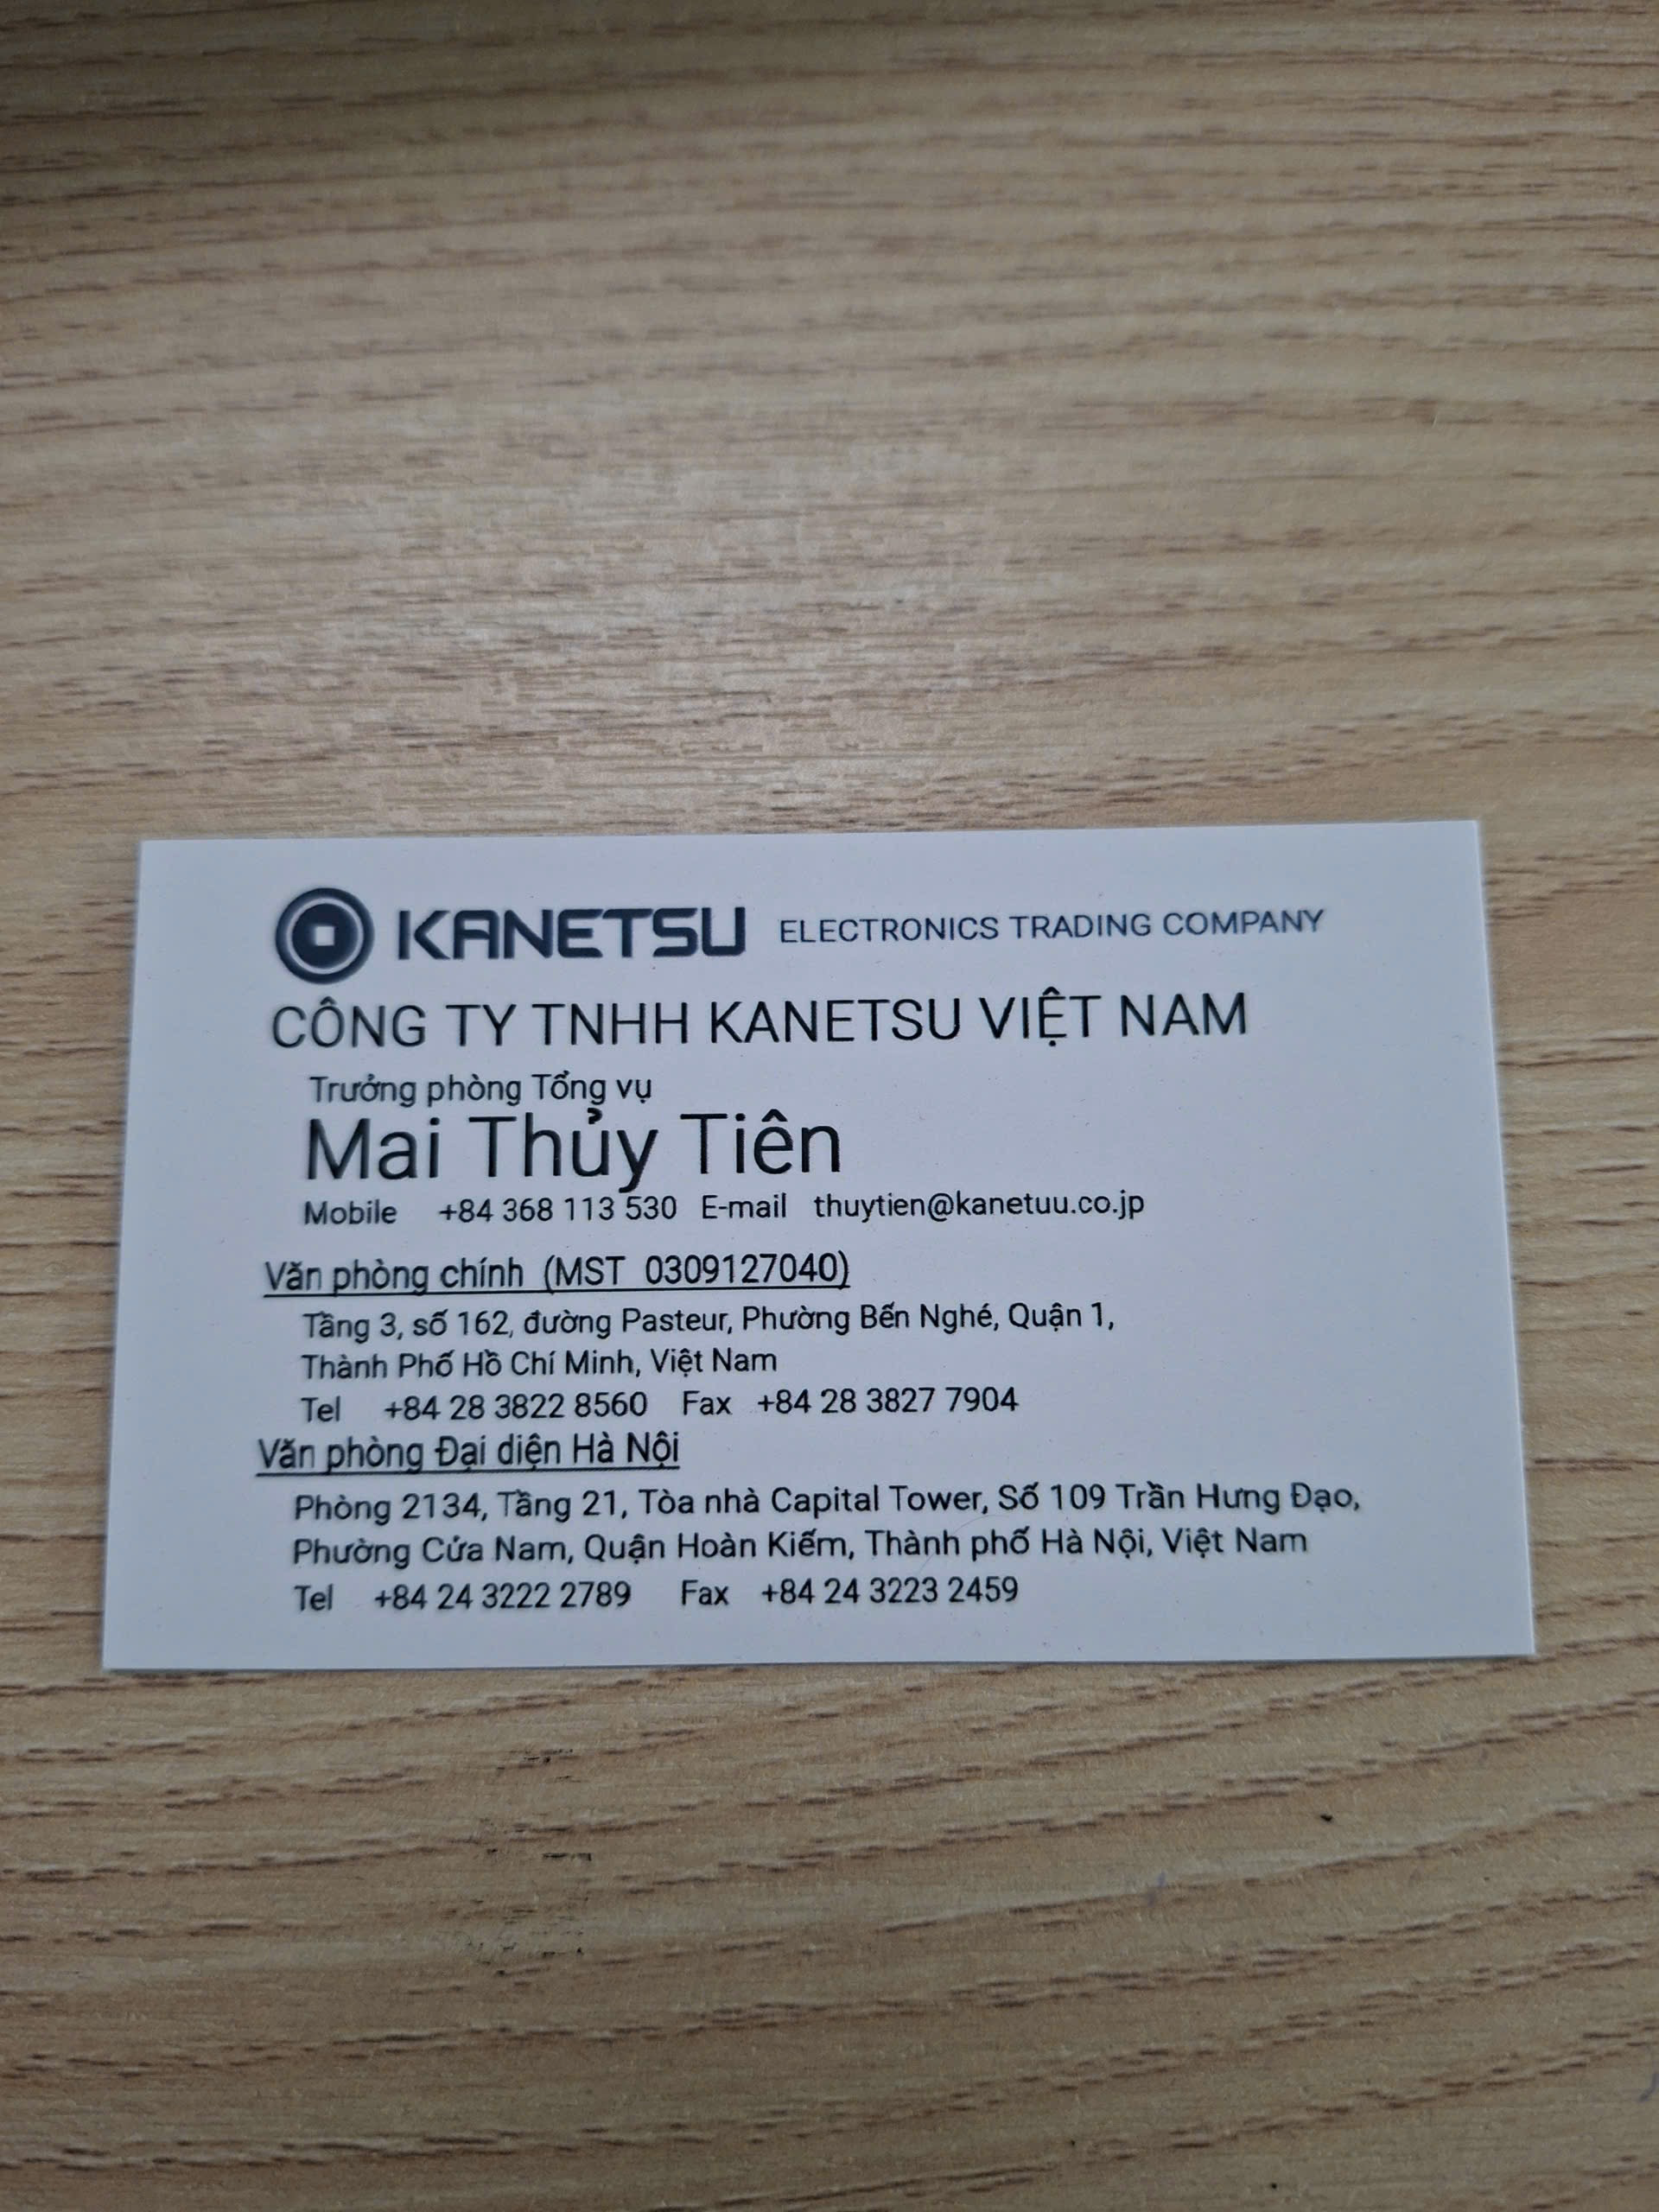 KANETSU ELECTRONICS TRADING COMPANY
CÔNG TY TNHH KANETSU VIỆT NAM
Trưởng phòng Tổng vụ
Mai Thủy Tiên
Mobile +84 368 113 530 E-mail thuytien@kanetuu.co.jp
Văn phòng chính (MST 0309127040)
Tầng 3, số 162, đường Pasteur, Phường Bến Nghé, Quận 1,
Thành Phố Hồ Chí Minh, Việt Nam
Tel +84 28 3822 8560 Fax +84 28 3827 7904
Văn phòng Đại diện Hà Nội
Phòng 2134, Tầng 21, Tòa nhà Capital Tower, Số 109 Trần Hưng Đạo,
Phường Cửa Nam, Quận Hoàn Kiếm, Thành phố Hà Nội, Việt Nam
Tel +84 24 3222 2789 Fax +84 24 3223 2459